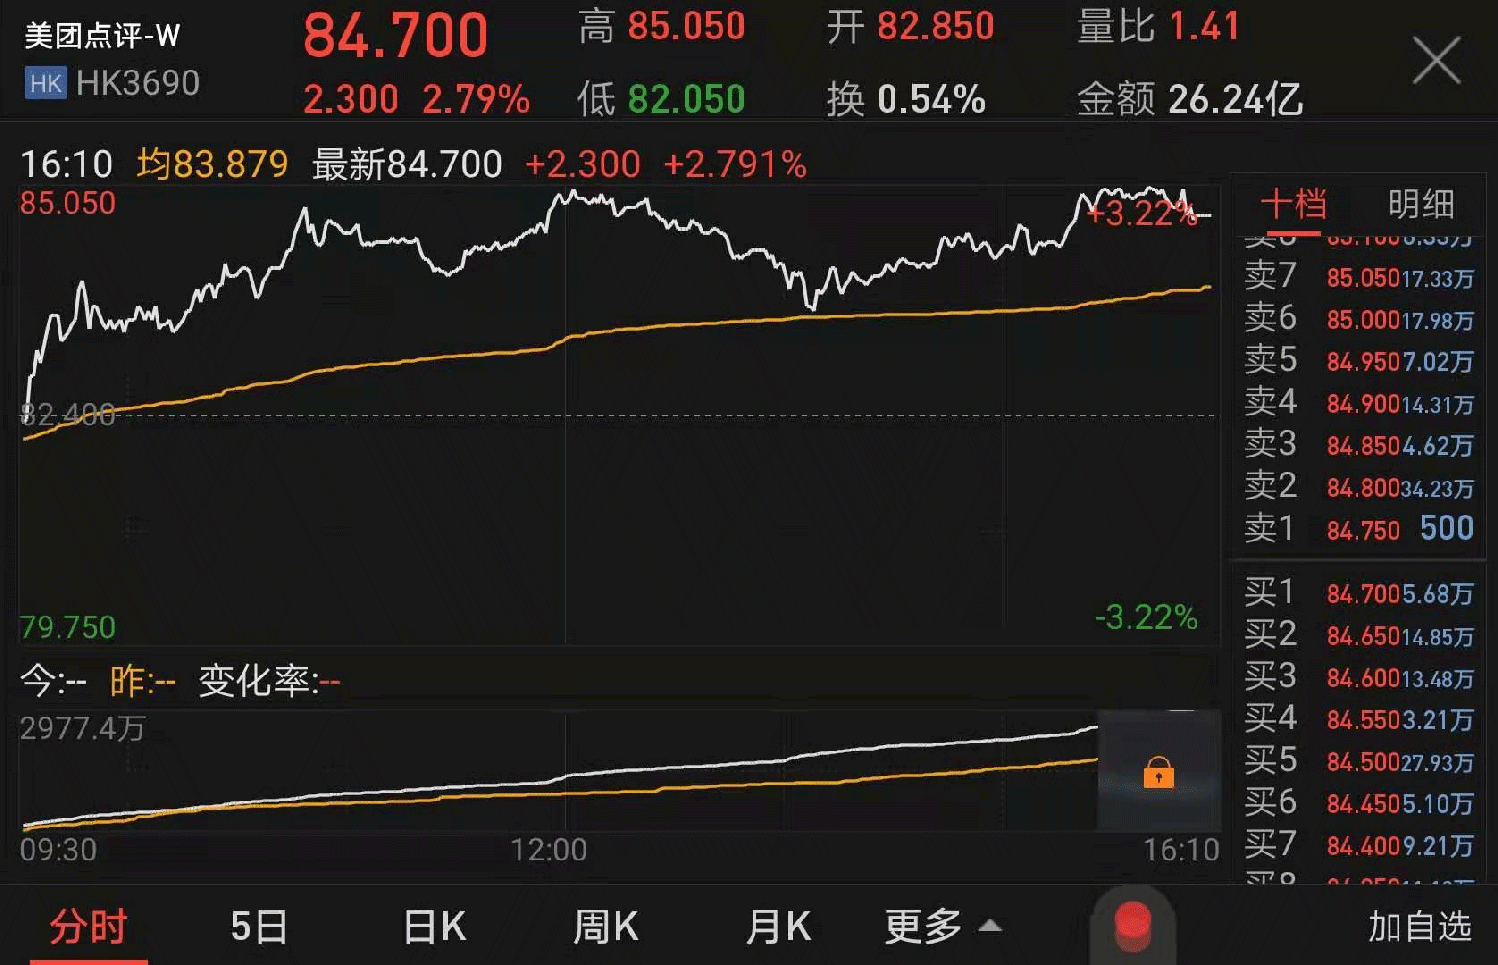 美团点评-W 84.700 高 85.050 开 82.850 量比 1.41
HK HK3690 2.300 2.79% 低 82.050 换 0.54% 金额 26.24亿
16:10 均83.879 最新84.700 +2.300 +2.791%
85.050 +3.22%
82.400
79.750 -3.22%
今:-- 昨:-- 变化率:--
2977.4万
09:30 12:00 16:10
十档 明细
卖7 85.050 17.33万
卖6 85.000 17.98万
卖5 84.950 7.02万
卖4 84.900 14.31万
卖3 84.850 4.62万
卖2 84.800 34.23万
卖1 84.750 500
买1 84.700 5.68万
买2 84.650 14.85万
买3 84.600 13.48万
买4 84.550 3.21万
买5 84.500 27.93万
买6 84.450 5.10万
买7 84.400 9.21万
分时 5日 日K 周K 月K 更多 加自选